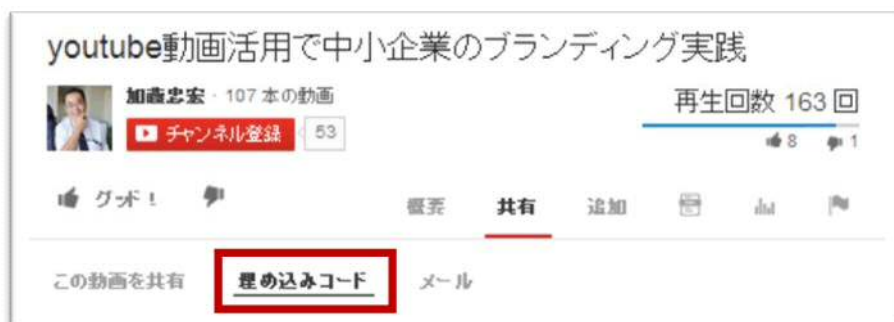 youtube動画活用で中小企業のブランディング実践
加藤忠宏・107 本の動画
チャンネル登録 53
再生回数 163 回
8 1
グッド！
概要 共有 追加
この動画を共有 埋め込みコード メール